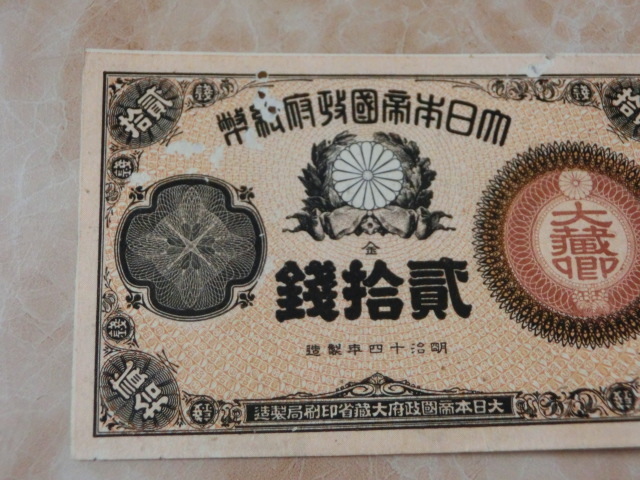 大日本帝國政府紙幣
貳拾
貳拾
錢
錢
金
貳拾錢
大藏卿
明治十四年製造
貳拾
大日本帝國政府大藏省印刷局製造